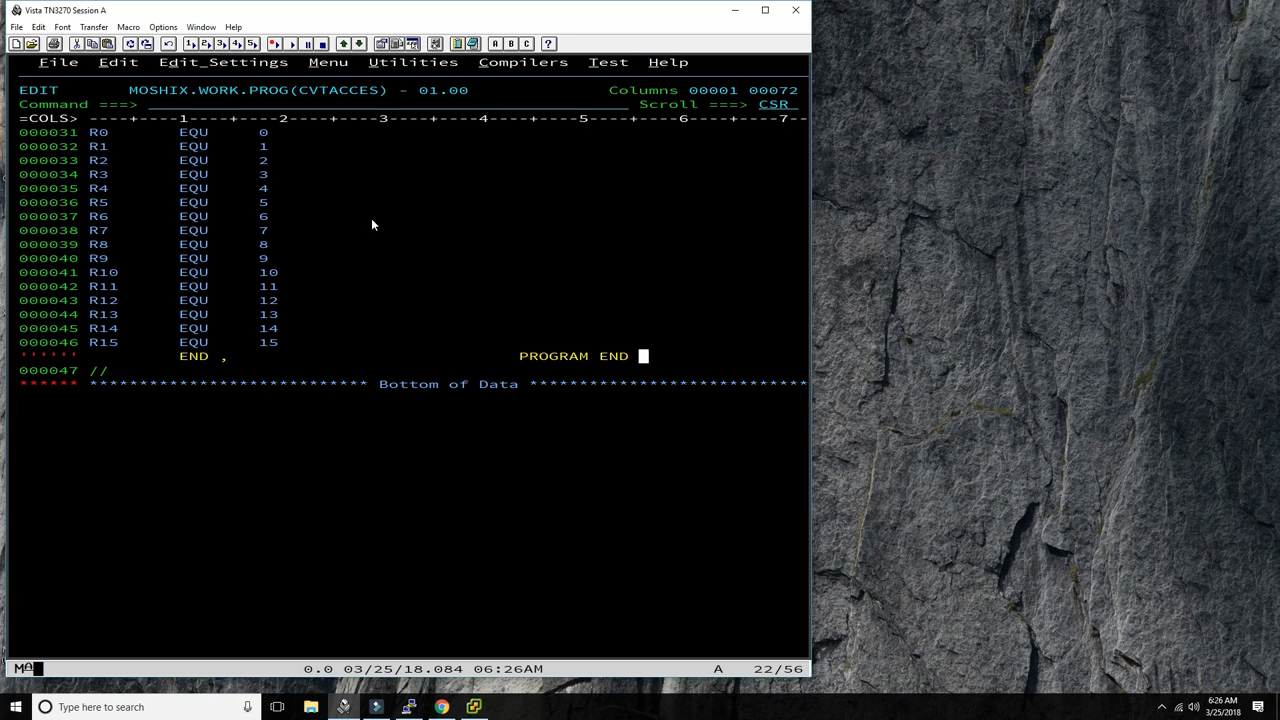 Vista TN3270 Session A
File Edit Font Transfer Macro Options Window Help
1 2 3 4 5 A B C ?
File Edit Edit_Settings Menu Utilities Compilers Test Help
EDIT MOSHIX.WORK.PROG(CVTACCES) - 01.00 Columns 00001 00072
Command ===> Scroll ===> CSR
=COLS> ----+----1----+----2----+----3----+----4----+----5----+----6----+----7--
000031 R0 EQU 0
000032 R1 EQU 1
000033 R2 EQU 2
000034 R3 EQU 3
000035 R4 EQU 4
000036 R5 EQU 5
000037 R6 EQU 6
000038 R7 EQU 7
000039 R8 EQU 8
000040 R9 EQU 9
000041 R10 EQU 10
000042 R11 EQU 11
000043 R12 EQU 12
000044 R13 EQU 13
000045 R14 EQU 14
000046 R15 EQU 15
'''''' END , PROGRAM END
000047 //
****** **************************** Bottom of Data ****************************
MA 0.0 03/25/18.084 06:26AM A 22/56
Type here to search
6:26 AM
3/25/2018